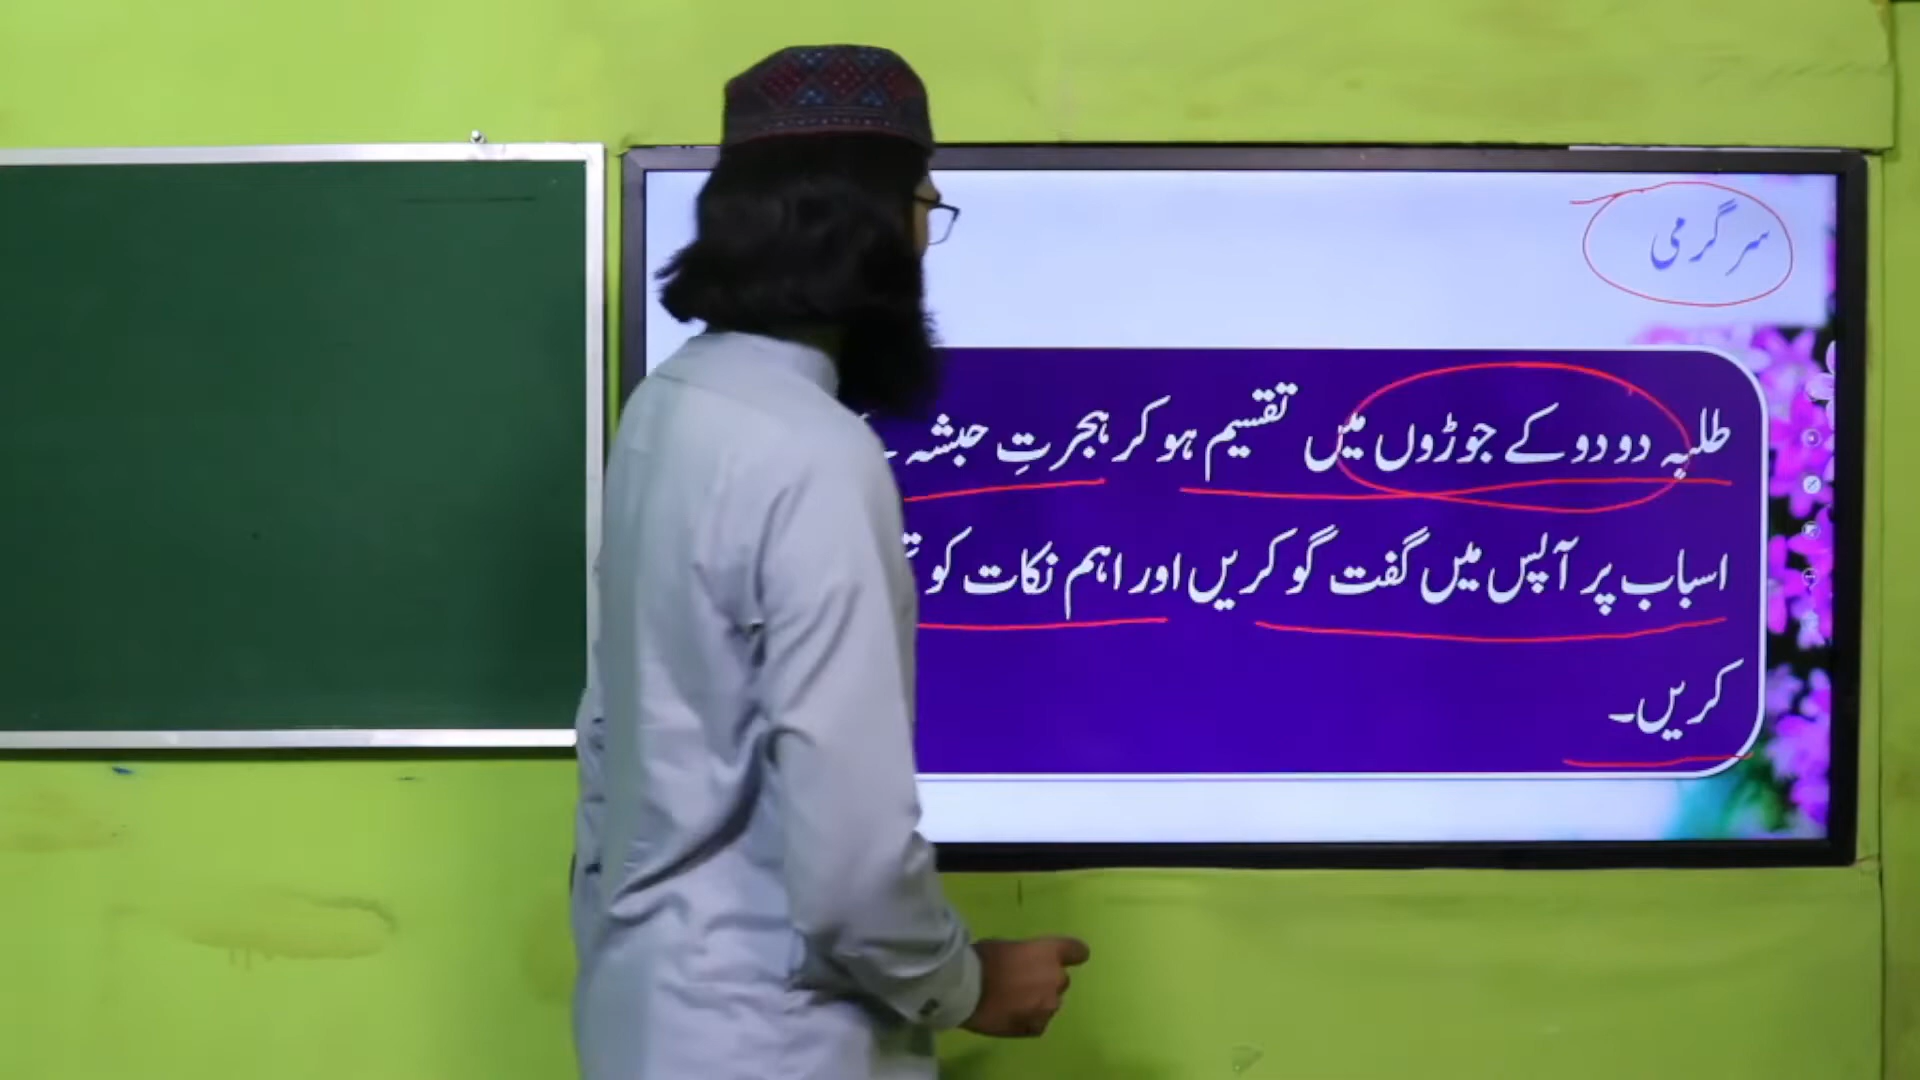 سرگرمی
طلبہ دو دو کے جوڑوں میں تقسیم ہو کر ہجرتِ حبشہ
اسباب پر آپس میں گفت گو کریں اور اہم نکات کو
کریں۔